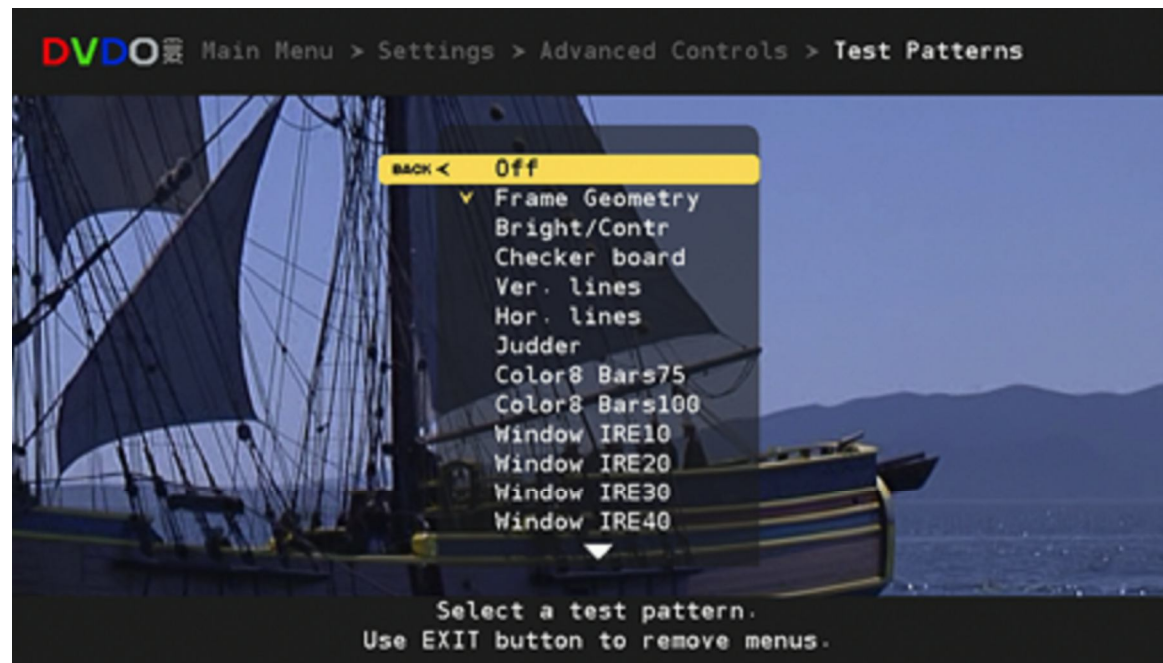 DVDO Main Menu > Settings > Advanced Controls > Test Patterns
BACK < Off
Frame Geometry
Bright/Contr
Checker board
Ver. lines
Hor. lines
Judder
Color8 Bars75
Color8 Bars100
Window IRE10
Window IRE20
Window IRE30
Window IRE40
Select a test pattern.
Use EXIT button to remove menus.